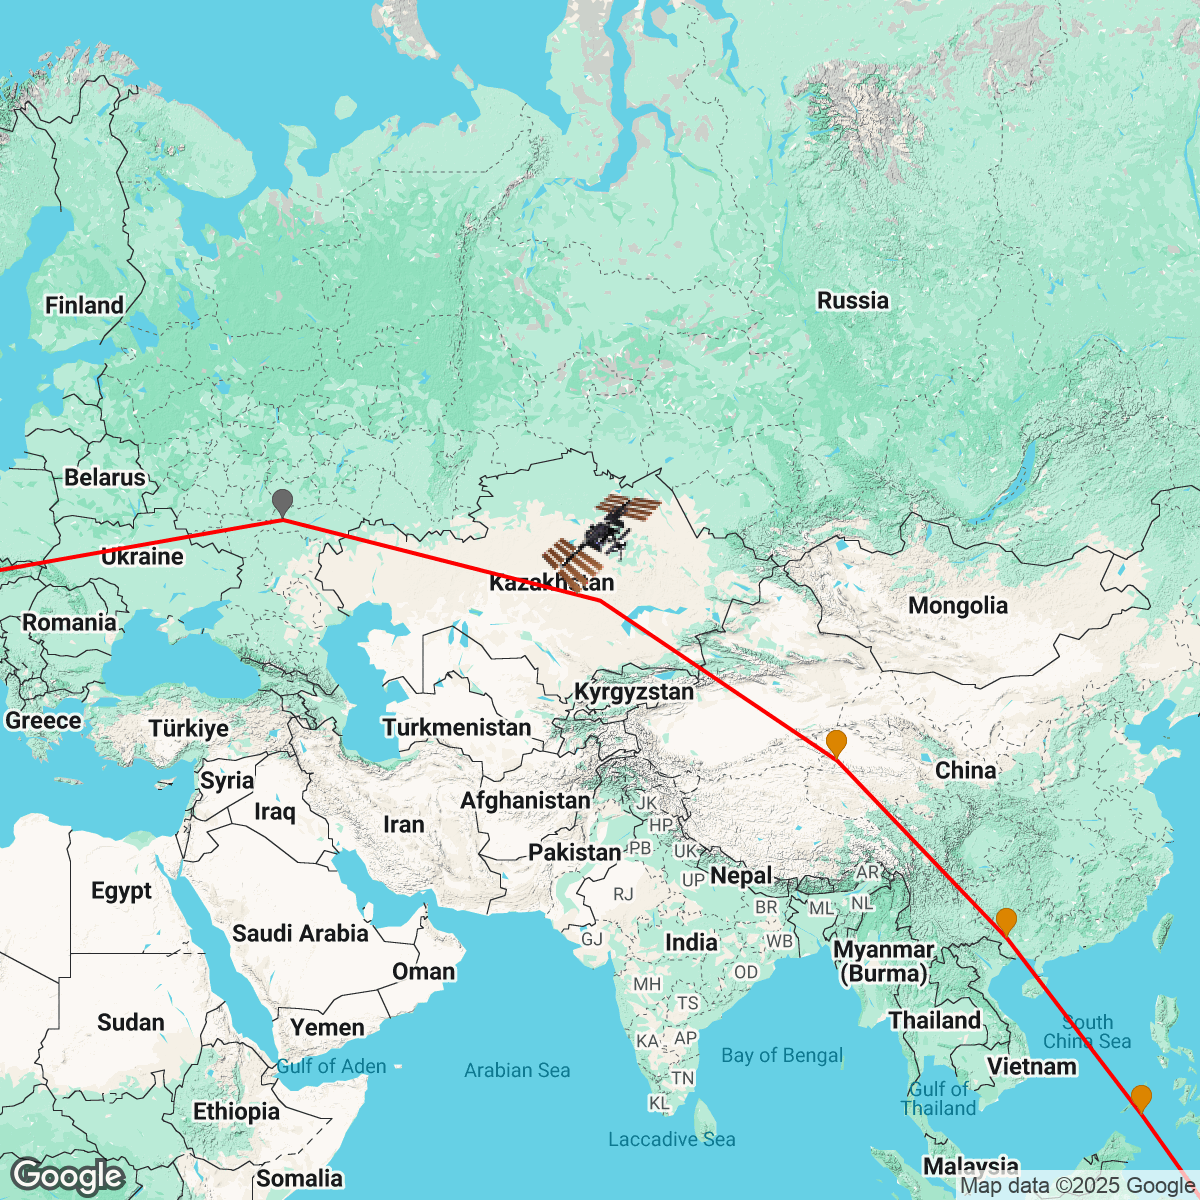 Finland
Russia
Belarus
Ukraine
Kazakhstan
Romania
Mongolia
Kyrgyzstan
Greece
Türkiye
Turkmenistan
Syria
China
Afghanistan
JK
Iraq
Iran
HP
Pakistan
PB
UK
Nepal
AR
UP
Egypt
RJ
BR
ML
NL
Saudi Arabia
GJ
India
WB
Myanmar
(Burma)
Oman
OD
MH
TS
Sudan
Yemen
Thailand
South
China Sea
KA
AP
Bay of Bengal
Gulf of Aden
Arabian Sea
Vietnam
TN
Gulf of
Thailand
KL
Ethiopia
Laccadive Sea
Malaysia
Somalia
Google
Map data ©2025 Google